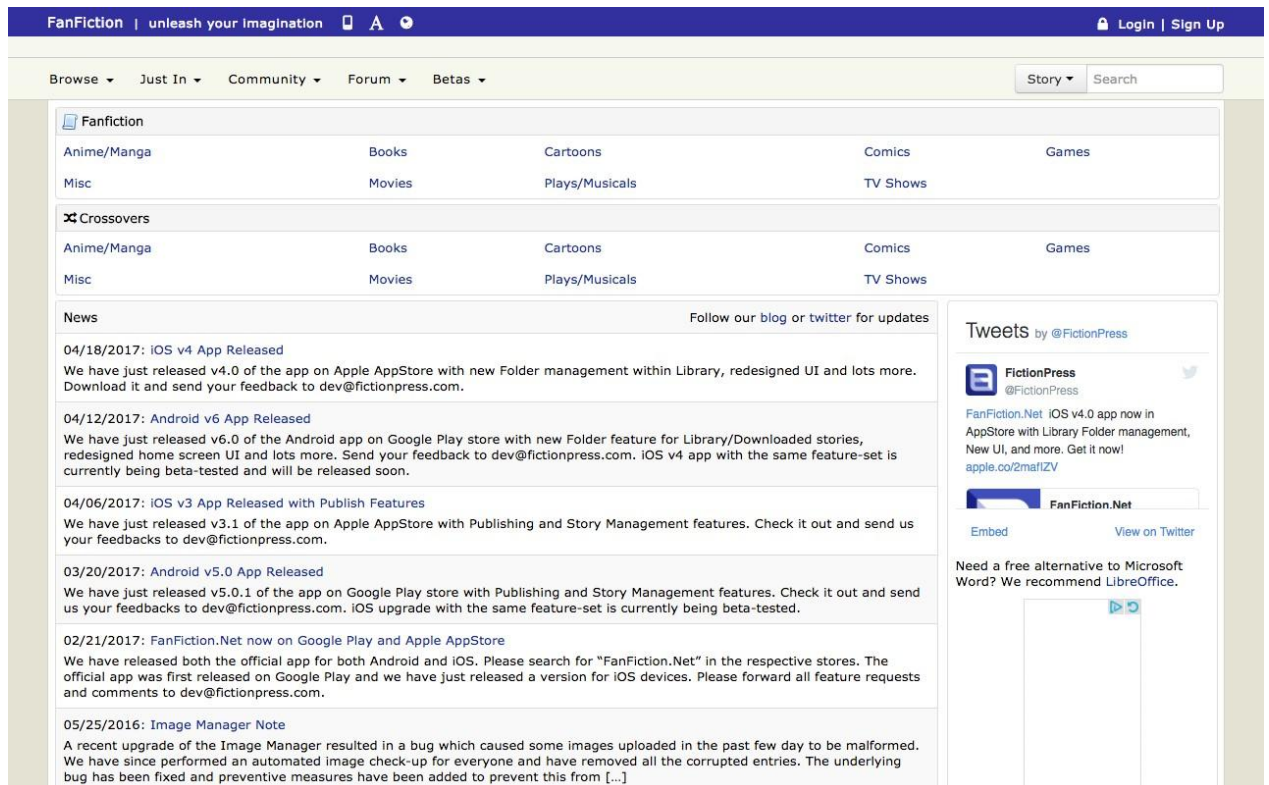 FanFiction | unleash your imagination A
Login | Sign Up
Browse Just In Community Forum Betas
Story Search
Fanfiction
Anime/Manga Books Cartoons Comics Games
Misc Movies Plays/Musicals TV Shows
Crossovers
Anime/Manga Books Cartoons Comics Games
Misc Movies Plays/Musicals TV Shows
News Follow our blog or twitter for updates
04/18/2017: iOS v4 App Released
We have just released v4.0 of the app on Apple AppStore with new Folder management within Library, redesigned UI and lots more.
Download it and send your feedback to dev@fictionpress.com.
04/12/2017: Android v6 App Released
We have just released v6.0 of the Android app on Google Play store with new Folder feature for Library/Downloaded stories,
redesigned home screen UI and lots more. Send your feedback to dev@fictionpress.com. iOS v4 app with the same feature-set is
currently being beta-tested and will be released soon.
04/06/2017: iOS v3 App Released with Publish Features
We have just released v3.1 of the app on Apple AppStore with Publishing and Story Management features. Check it out and send us
your feedbacks to dev@fictionpress.com.
03/20/2017: Android v5.0 App Released
We have just released v5.0.1 of the app on Google Play store with Publishing and Story Management features. Check it out and send
us your feedbacks to dev@fictionpress.com. iOS upgrade with the same feature-set is currently being beta-tested.
02/21/2017: FanFiction.Net now on Google Play and Apple AppStore
We have released both the official app for both Android and iOS. Please search for “FanFiction.Net” in the respective stores. The
official app was first released on Google Play and we have just released a version for iOS devices. Please forward all feature requests
and comments to dev@fictionpress.com.
05/25/2016: Image Manager Note
A recent upgrade of the Image Manager resulted in a bug which caused some images uploaded in the past few day to be malformed.
We have since performed an automated image check-up for everyone and have removed all the corrupted entries. The underlying
bug has been fixed and preventive measures have been added to prevent this from [...]
Tweets by @FictionPress
FictionPress
@FictionPress
FanFiction.Net iOS v4.0 app now in
AppStore with Library Folder management,
New UI, and more. Get it now!
apple.co/2mafIZV
FanFiction.Net
Embed View on Twitter
Need a free alternative to Microsoft
Word? We recommend LibreOffice.